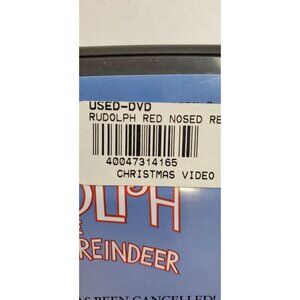 USED-DVD
RUDOLPH RED NOSED RE
40047314165
CHRISTMAS VIDEO
OLPH
REINDEER
AS BEEN CANCELLED!